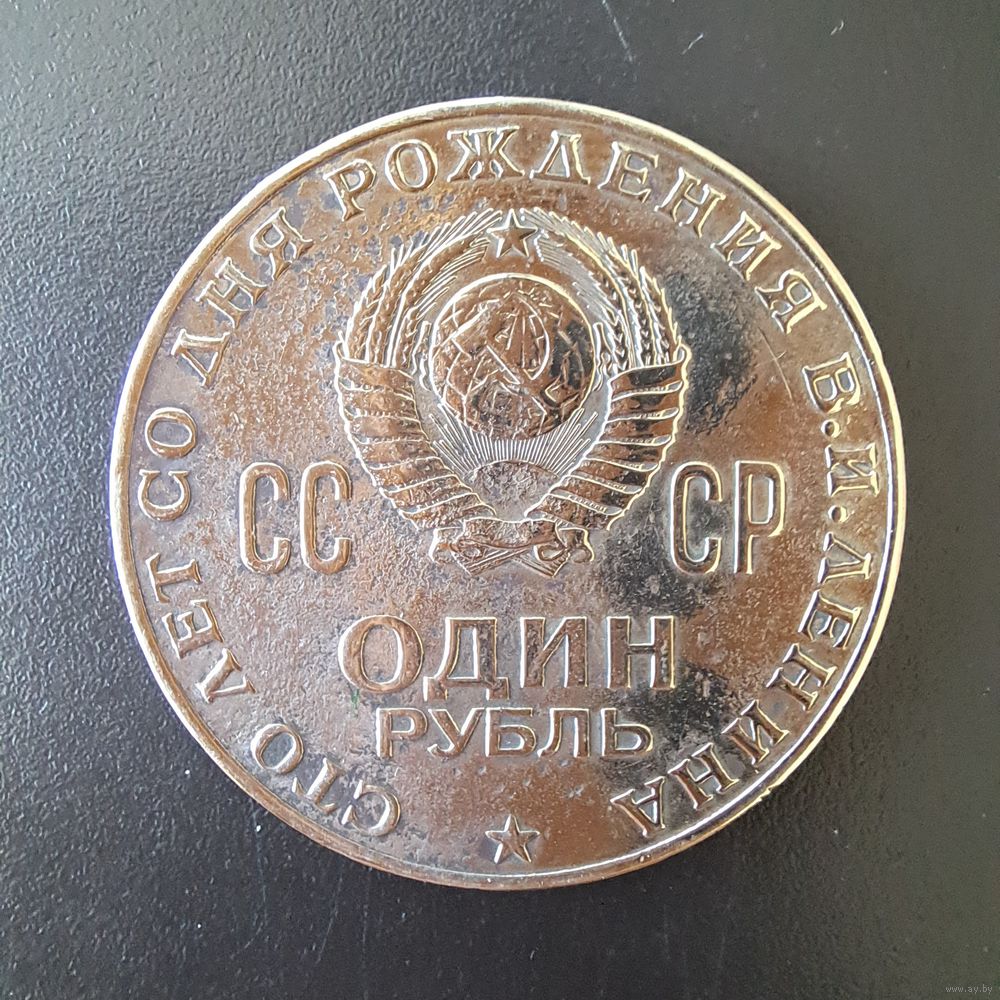 СТО ЛЕТ СО ДНЯ РОЖДЕНИЯ В.И.ЛЕНИНА
СС СР
ОДИН
РУБЛЬ
www.ay.by